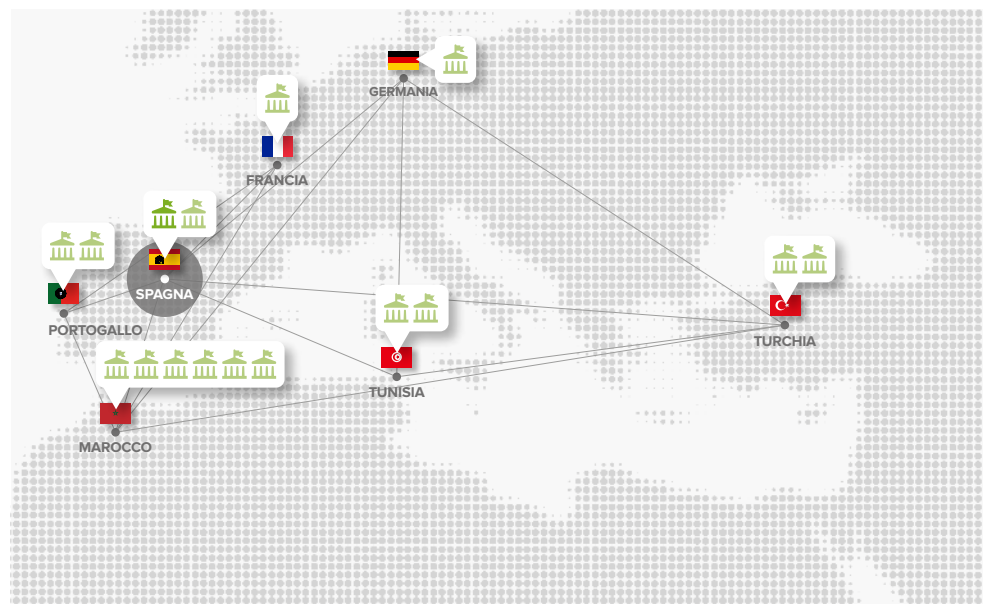 GERMANIA
FRANCIA
SPAGNA
PORTOGALLO
TURCHIA
TUNISIA
MAROCCO